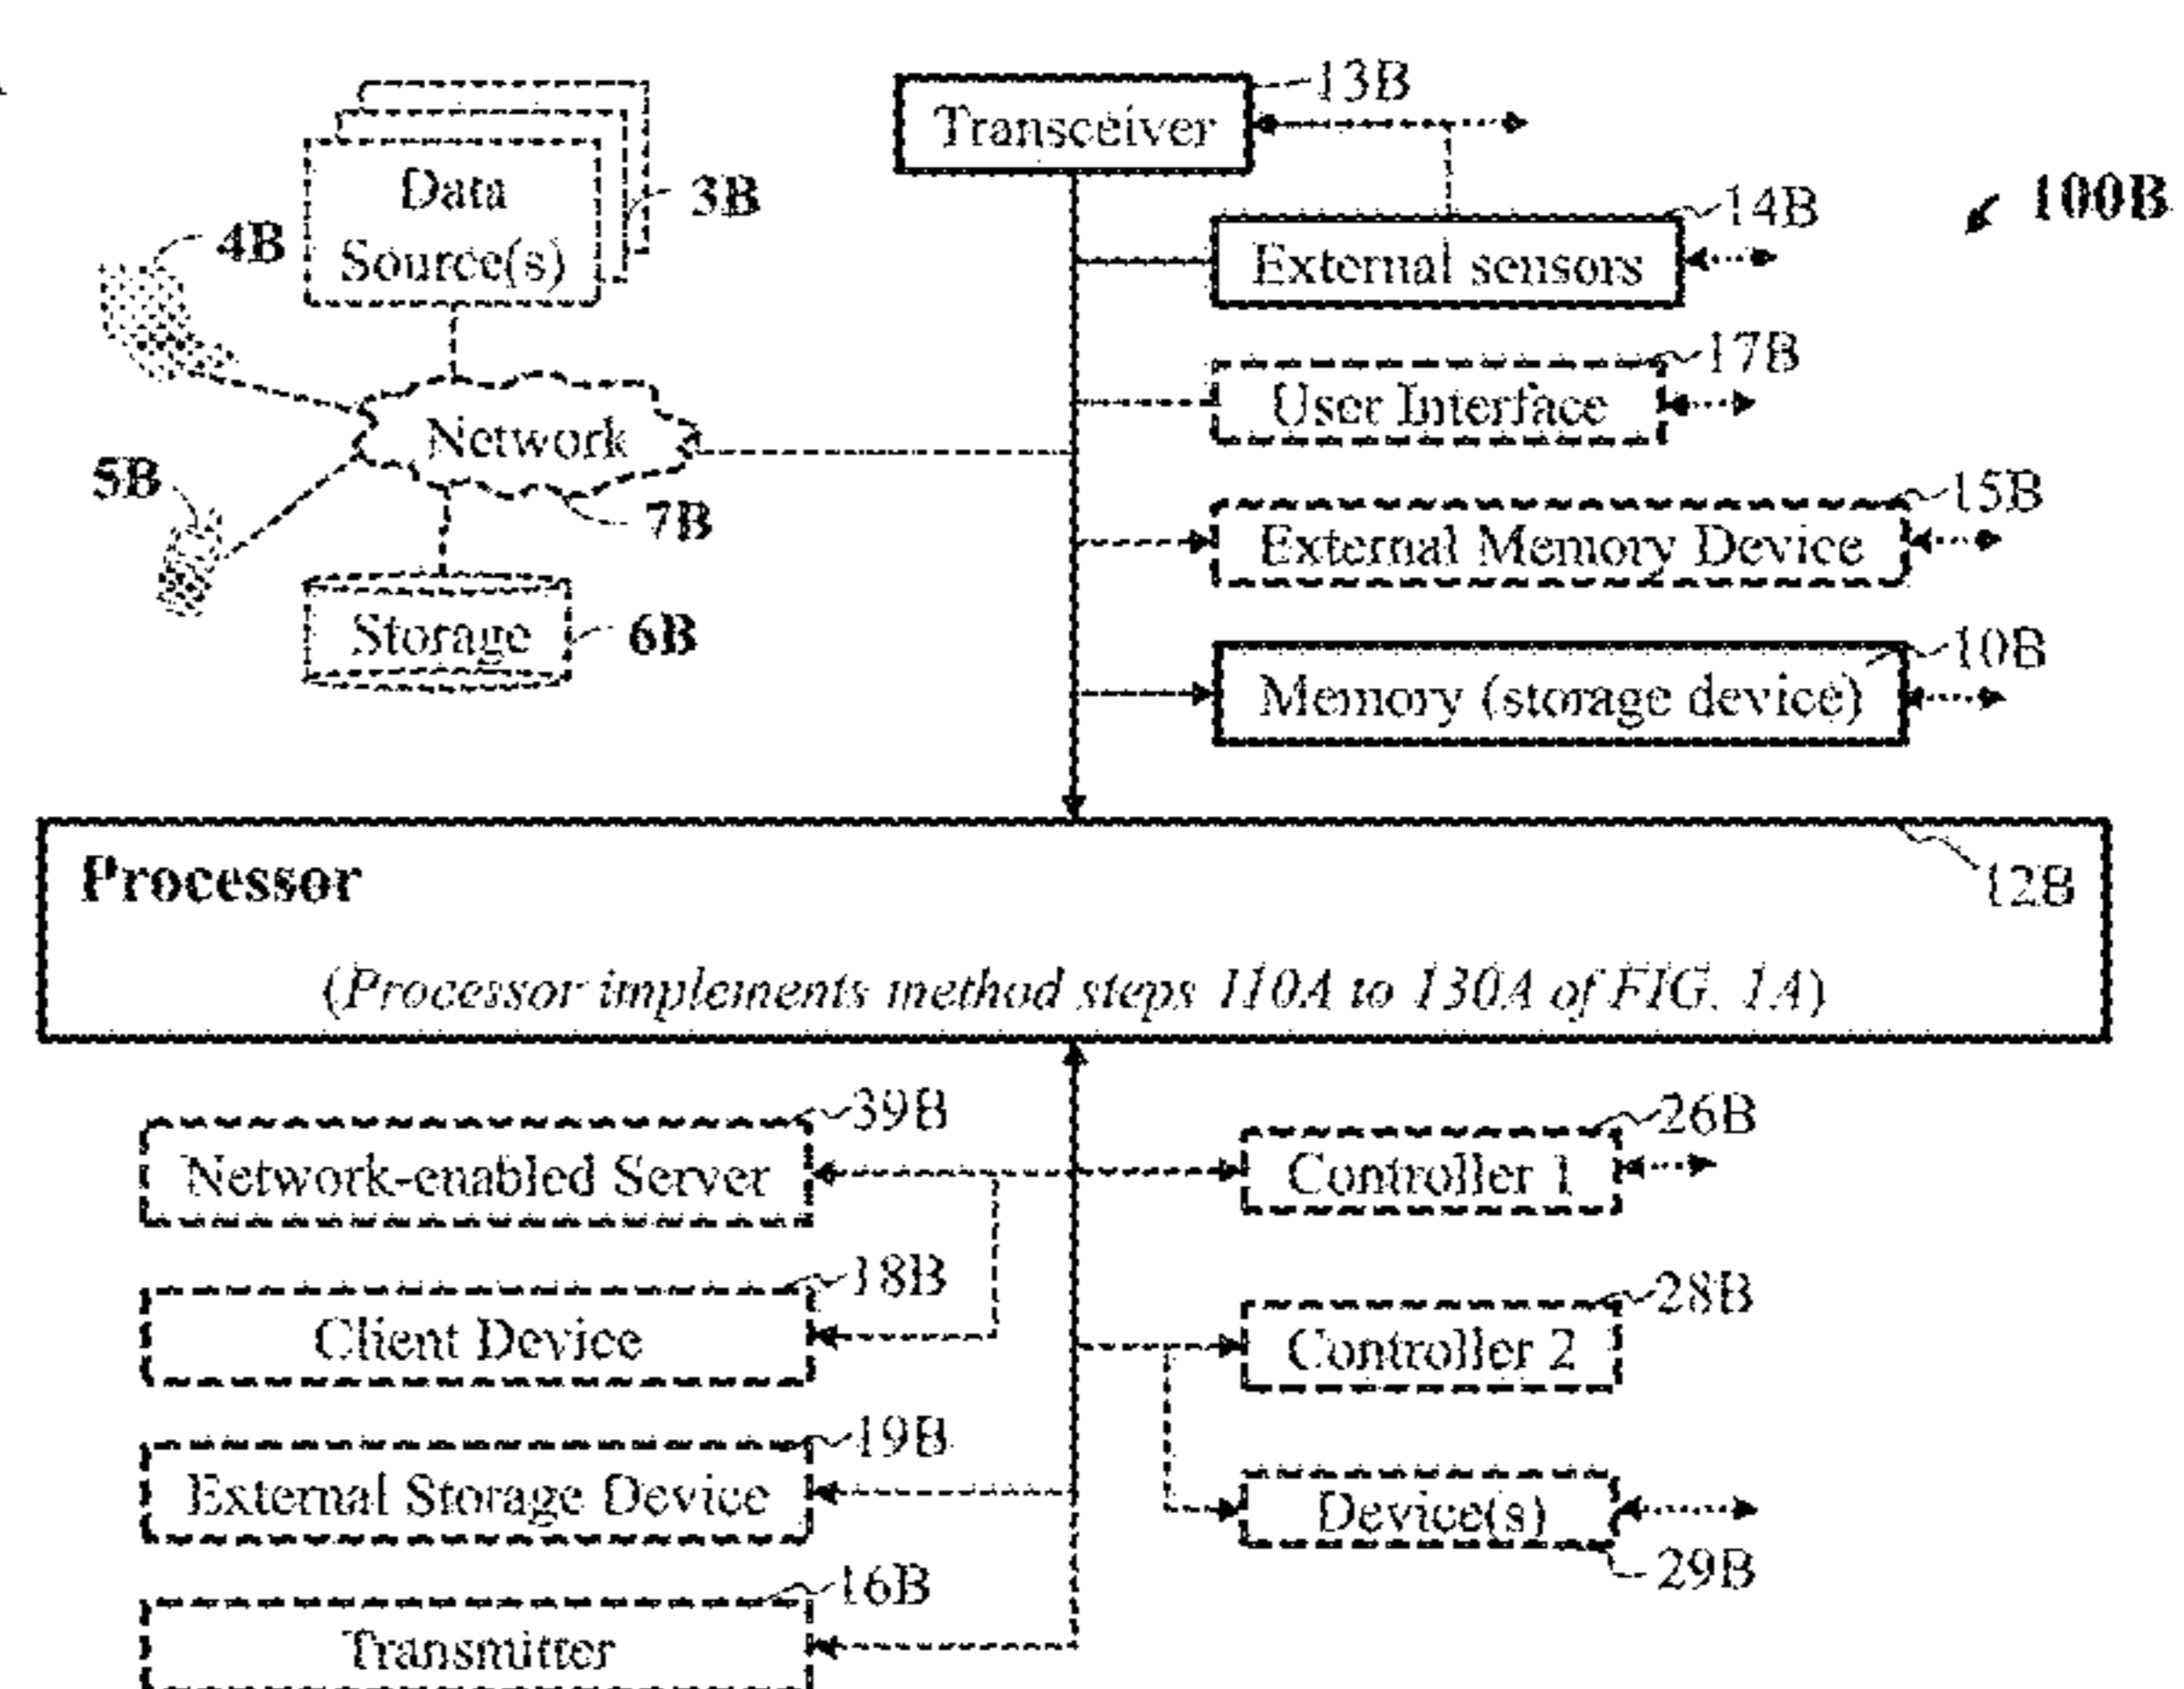 13B
Transceiver
Data
Source(s)
3B
4B
14B
100B
External sensors
17B
User Interface
Network
5B
7B
15B
External Memory Device
Storage
6B
10B
Memory (storage device)
Processor
12B
(Processor implements method steps 110A to 130A of FIG. 1A)
39B
Network-enabled Server
26B
Controller 1
18B
Client Device
28B
Controller 2
19B
External Storage Device
Device(s)
29B
16B
Transmitter